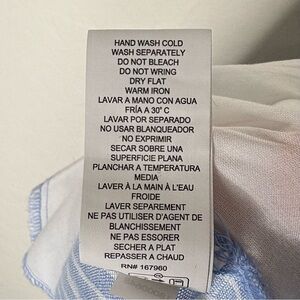 HAND WASH COLD
WASH SEPARATELY
DO NOT BLEACH
DO NOT WRING
DRY FLAT
WARM IRON
LAVAR A MANO CON AGUA
FRÍA A 30° C
LAVAR POR SEPARADO
NO USAR BLANQUEADOR
NO EXPRIMIR
SECAR SOBRE UNA
SUPERFICIE PLANA
PLANCHAR A TEMPERATURA
MEDIA
LAVER À LA MAIN À L'EAU
FROIDE
LAVER SEPAREMENT
NE PAS UTILISER D'AGENT DE
BLANCHISSEMENT
NE PAS ESSORER
SECHER A PLAT
REPASSER A CHAUD
RN# 167960